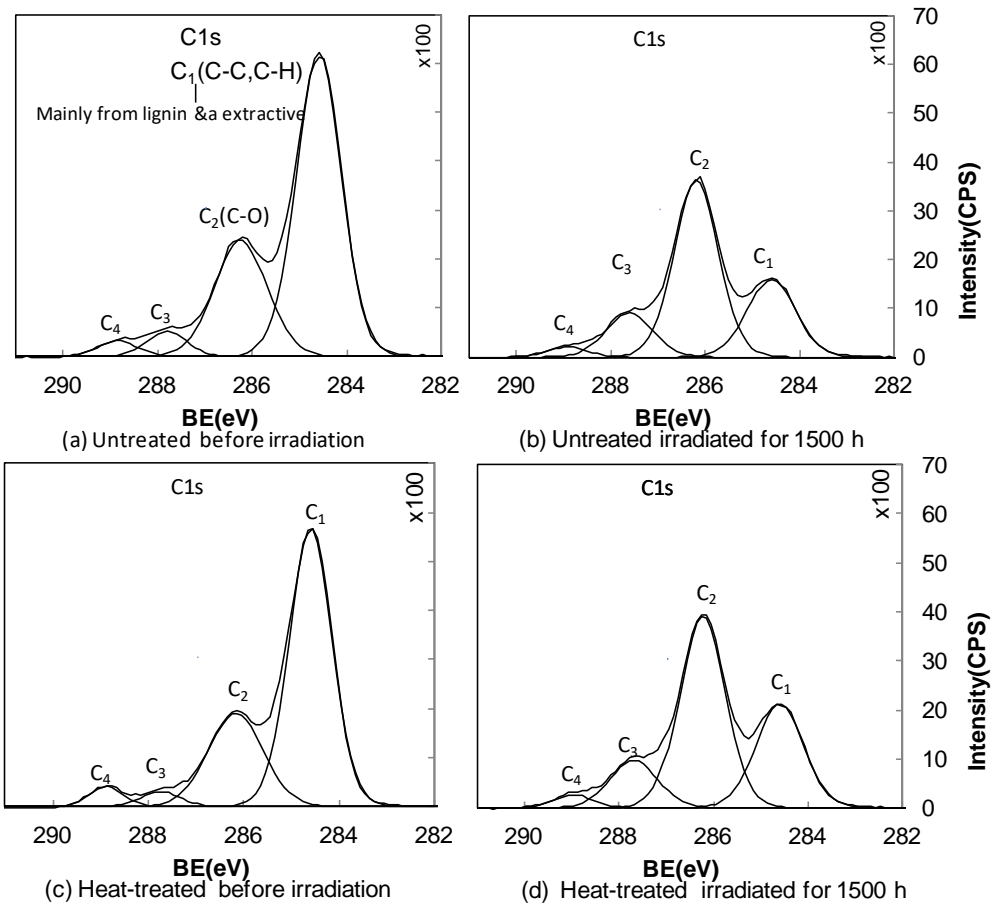 C1s
C₁(C-C,C-H)
Mainly from lignin &a extractive
C₂(C-O)
C₃
C₄
x100
290 288 286 284 282
BE(eV)
(a) Untreated before irradiation
C1s
C₂
C₃
C₁
C₄
x100
70
60
50
40
30
20
10
0
Intensity(CPS)
290 288 286 284 282
BE(eV)
(b) Untreated irradiated for 1500 h
C1s
C₁
C₂
C₃
C₄
x100
290 288 286 284 282
BE(eV)
(c) Heat-treated before irradiation
C1s
C₂
C₁
C₃
C₄
x100
70
60
50
40
30
20
10
0
Intensity(CPS)
290 288 286 284 282
BE(eV)
(d) Heat-treated irradiated for 1500 h